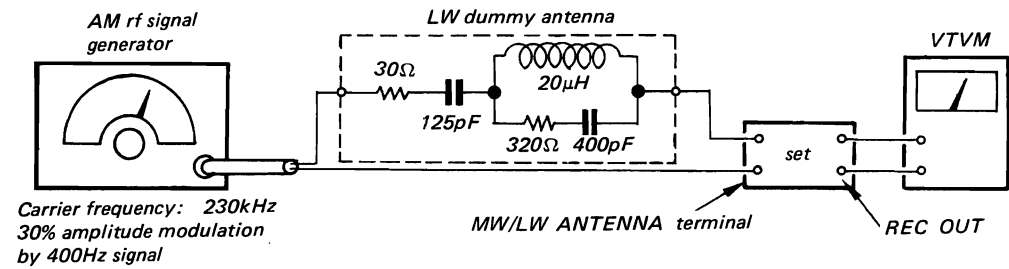 AM rf signal
generator
LW dummy antenna
VTVM
30Ω
125pF
20μH
320Ω 400pF
set
Carrier frequency: 230kHz
30% amplitude modulation
by 400Hz signal
MW/LW ANTENNA terminal
REC OUT